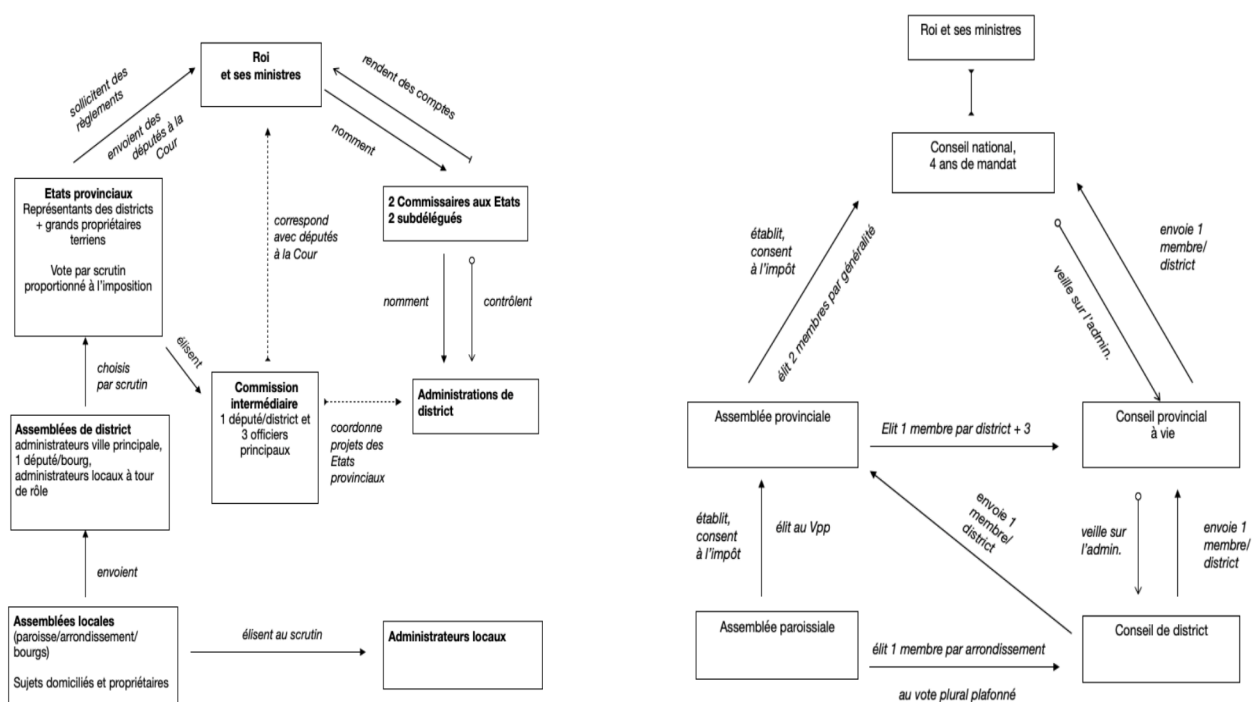 Roi
et ses ministres
sollicitent des
règlements
envoient des
députés à la
Cour
rendent des comptes
nomment
Etats provinciaux
Représentants des districts
+ grands propriétaires
terriens
Vote par scrutin
proportionné à l'imposition
2 Commissaires aux Etats
2 subdélégués
correspond
avec députés
à la Cour
nomment
contrôlent
élisent
choisis
par scrutin
Commission
intermédiaire
1 député/district et
3 officiers
principaux
Administrations de
district
coordonne
projets des
Etats
provinciaux
Assemblées de district
administrateurs ville principale,
1 député/bourg,
administrateurs locaux à tour
de rôle
envoient
Assemblées locales
(paroisse/arrondissement/
bourgs)
Sujets domiciliés et propriétaires
élisent au scrutin
Administrateurs locaux
Roi et ses ministres
Conseil national,
4 ans de mandat
établit,
consent
à l'impôt
élit 2 membres par généralité
envoie 1
membre/
district
veille sur
l'admin.
Assemblée provinciale
Elit 1 membre par district + 3
Conseil provincial
à vie
établit,
consent
à l'impôt
élit au Vpp
envoie 1
membre/
district
veille sur
l'admin.
envoie 1
membre/
district
Assemblée paroissiale
élit 1 membre par arrondissement
au vote plural plafonné
Conseil de district